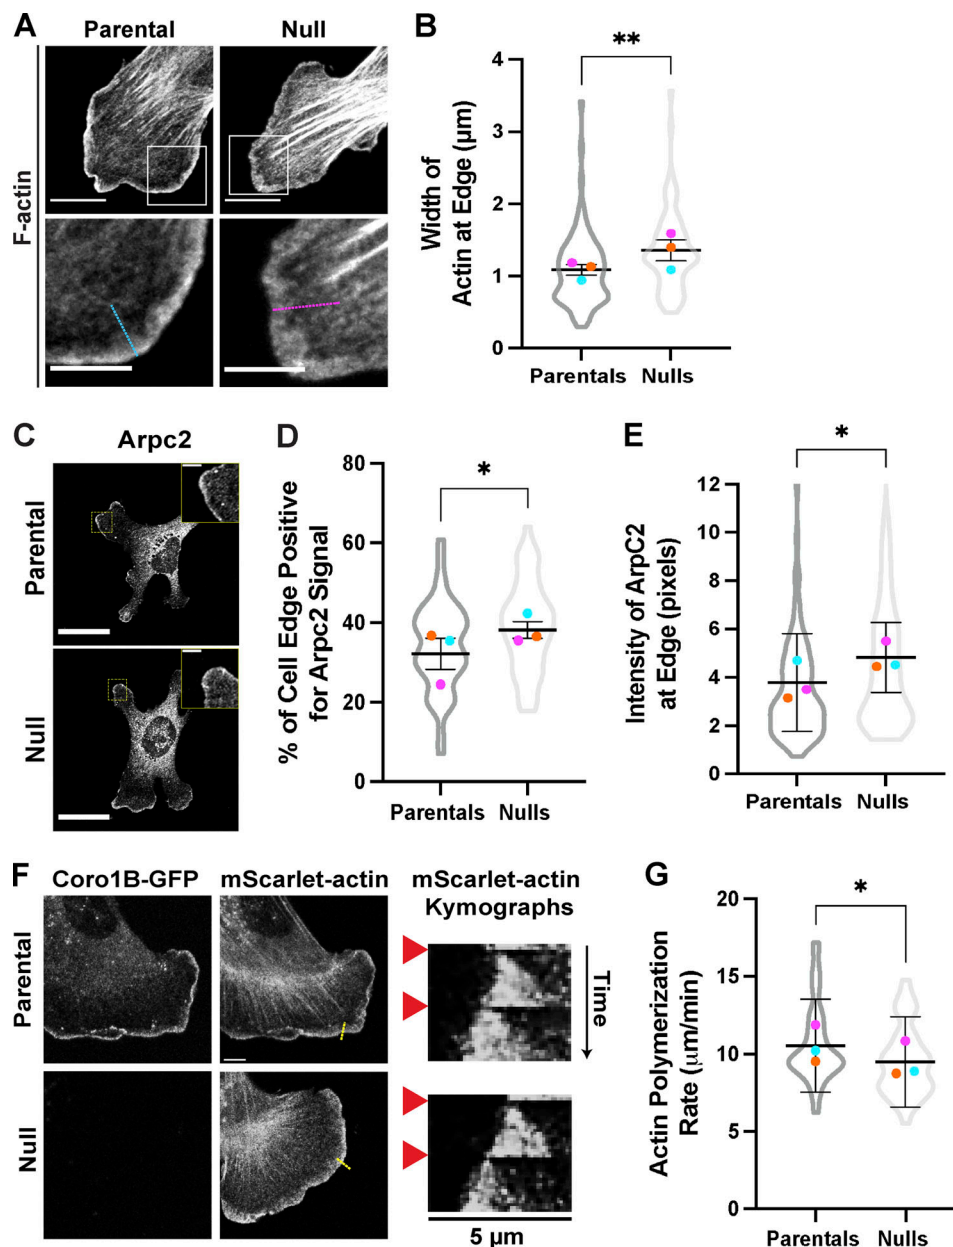 A
Parental
Null
F-actin
B
**
Width of
Actin at Edge (µm)
4
3
2
1
0
Parentals
Nulls
C
Arpc2
Parental
Null
D
*
% of Cell Edge Positive
for Arpc2 Signal
80
60
40
20
0
Parentals
Nulls
E
*
Intensity of ArpC2
at Edge (pixels)
12
10
8
6
4
2
0
Parentals
Nulls
F
Coro1B-GFP
mScarlet-actin
mScarlet-actin
Kymographs
Parental
Null
Time
5 µm
G
*
Actin Polymerization
Rate (µm/min)
20
15
10
5
0
Parentals
Nulls